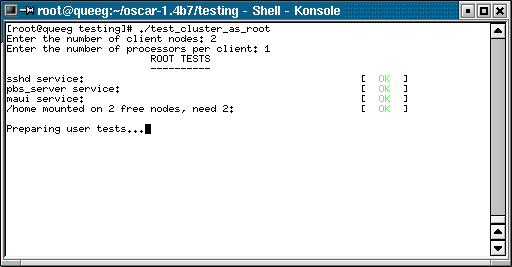 root@queeg:~/oscar-1.4b7/testing - Shell - Konsole
[root@queeg testing]# ./test_cluster_as_root
Enter the number of client nodes: 2
Enter the number of processors per client: 1
ROOT TESTS
----------
sshd service: [ OK ]
pbs_server service: [ OK ]
maui service: [ OK ]
/home mounted on 2 free nodes, need 2: [ OK ]
Preparing user tests...